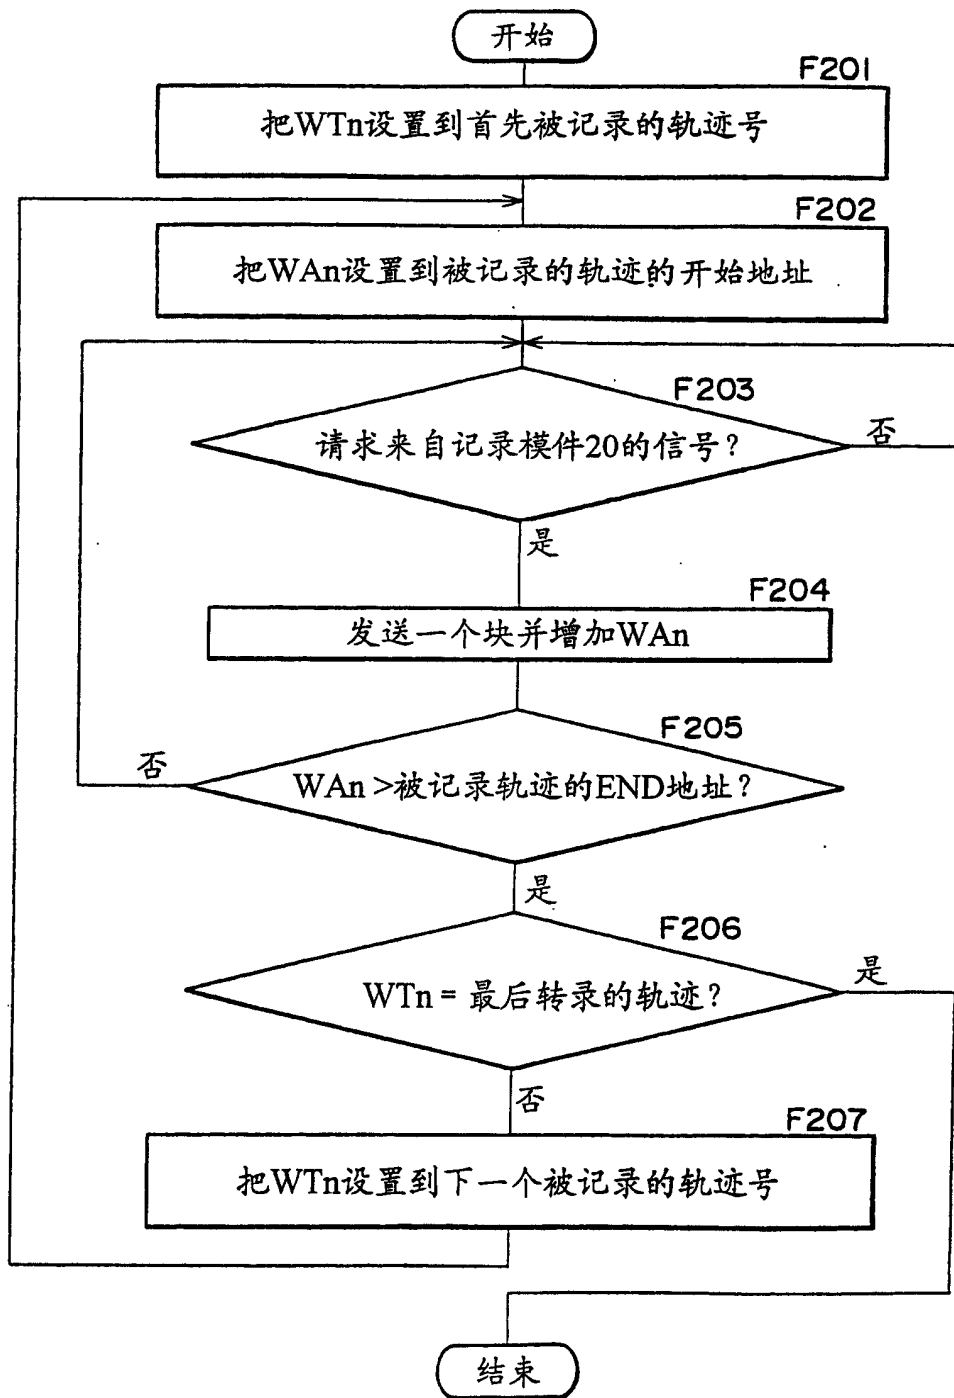 开始
F201
把WTn设置到首先被记录的轨迹号
F202
把WAn设置到被记录的轨迹的开始地址
F203
请求来自记录模件20的信号？
否
是
F204
发送一个块并增加WAn
F205
否
WAn >被记录轨迹的END地址？
是
F206
WTn = 最后转录的轨迹？
是
否
F207
把WTn设置到下一个被记录的轨迹号
结束